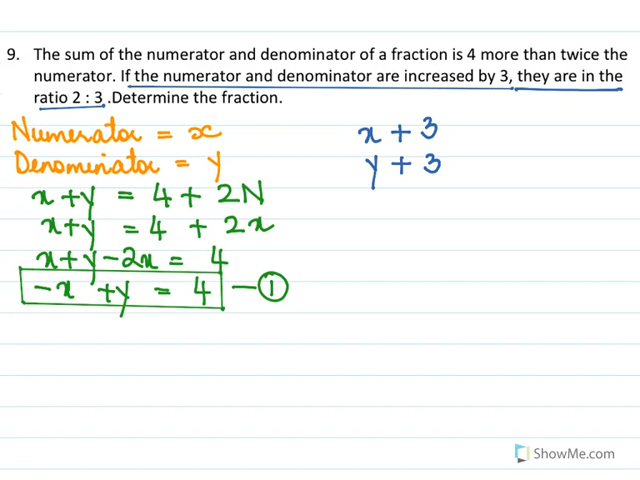 9. The sum of the numerator and denominator of a fraction is 4 more than twice the
numerator. If the numerator and denominator are increased by 3, they are in the
ratio 2 : 3 .Determine the fraction.
Numerator = x
Denominator = y
x + y = 4 + 2N
x + y = 4 + 2x
x + y - 2x = 4
-x + y = 4 — ①
x + 3
y + 3
ShowMe.com